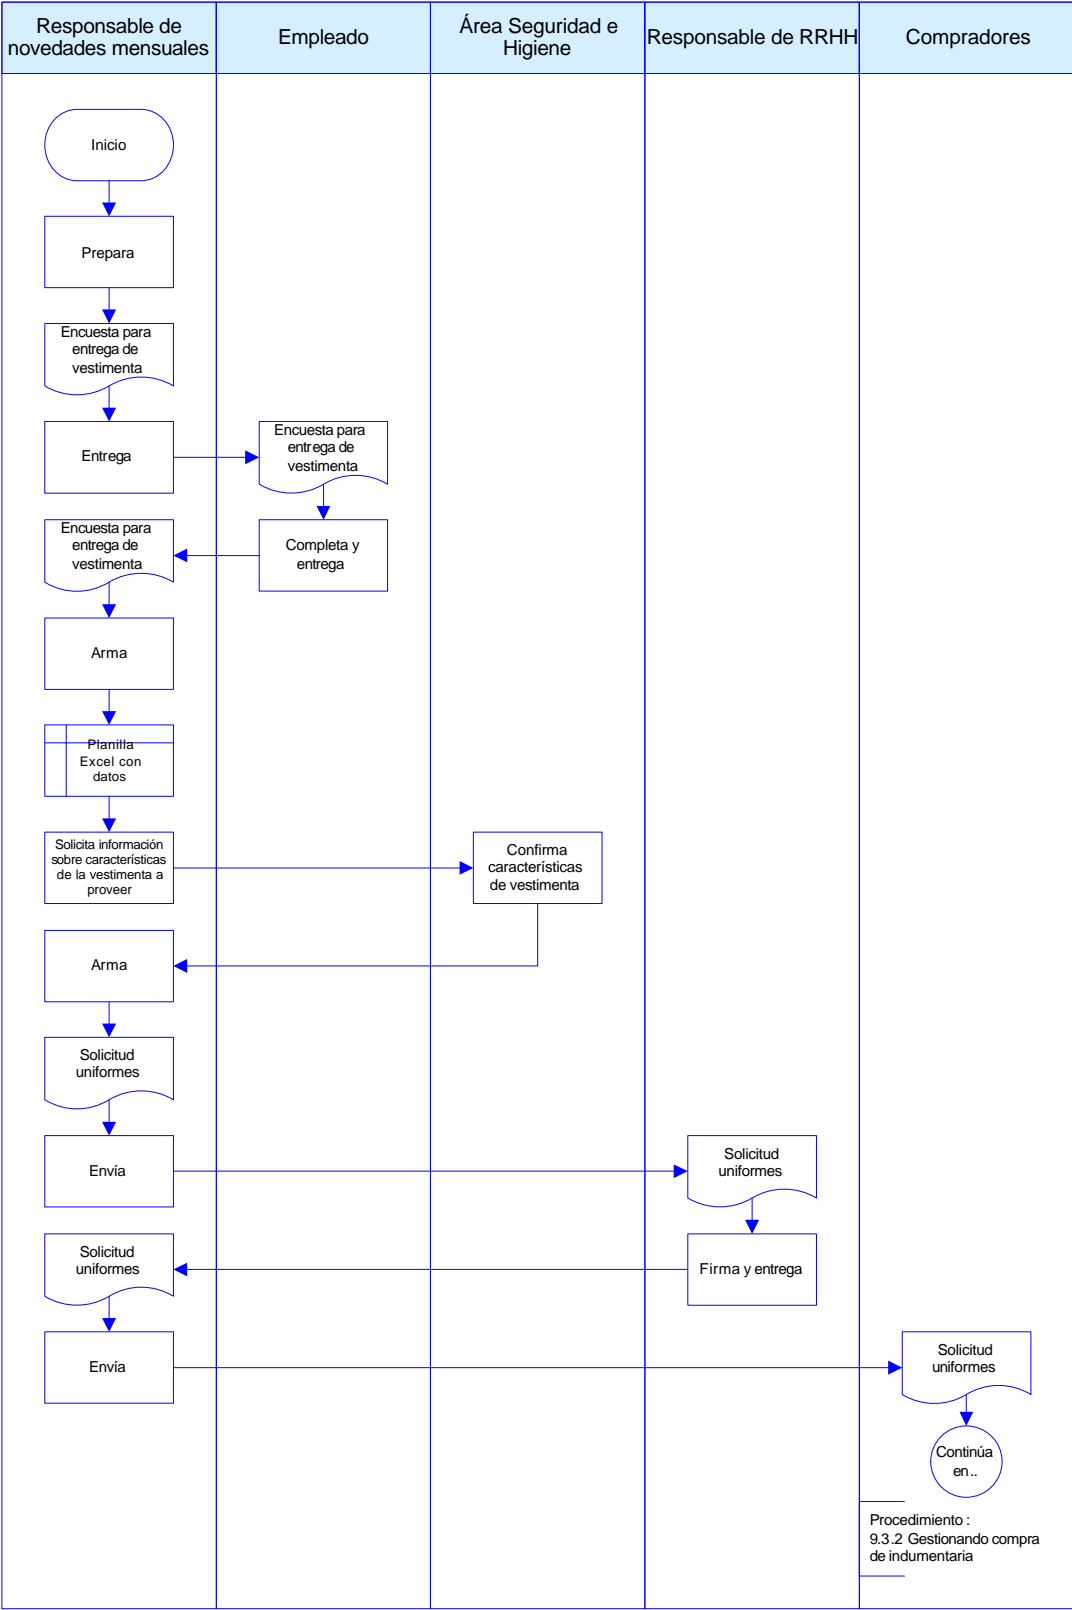 Responsable de
novedades mensuales
Empleado
Área Seguridad e
Higiene
Responsable de RRHH
Compradores
Inicio
Prepara
Encuesta para
entrega de
vestimenta
Entrega
Encuesta para
entrega de
vestimenta
Encuesta para
entrega de
vestimenta
Completa y
entrega
Arma
Planilla
Excel con
datos
Solicita información
sobre características
de la vestimenta a
proveer
Confirma
características
de vestimenta
Arma
Solicitud
uniformes
Envía
Solicitud
uniformes
Solicitud
uniformes
Firma y entrega
Envía
Solicitud
uniformes
Continúa
en..
Procedimiento :
9.3.2 Gestionando compra
de indumentaria